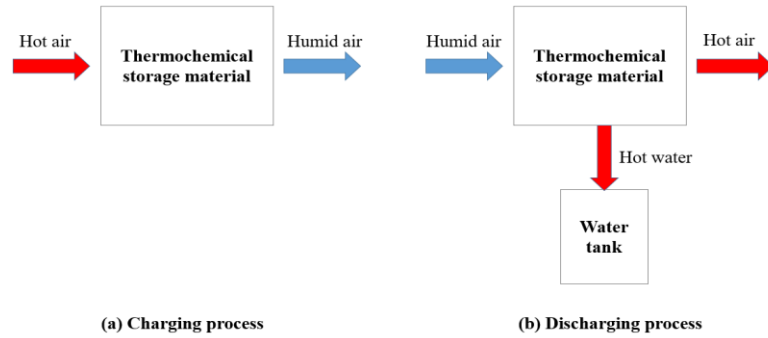 Hot air
Thermochemical
storage material
Humid air
Humid air
Thermochemical
storage material
Hot air
Hot water
Water
tank
(a) Charging process
(b) Discharging process